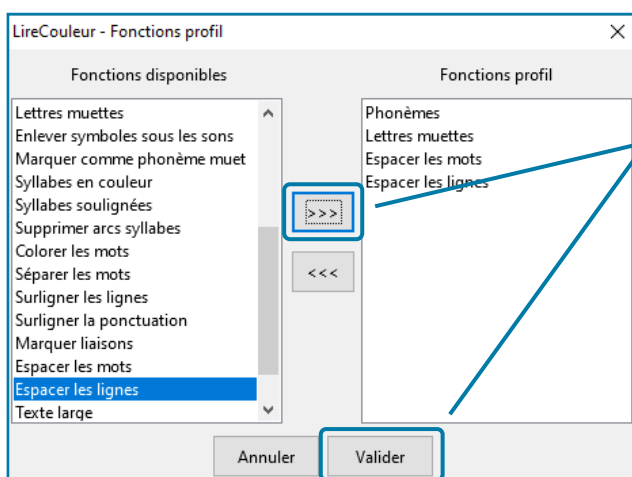 LireCouleur - Fonctions profil
Fonctions disponibles
Lettres muettes
Enlever symboles sous les sons
Marquer comme phonème muet
Syllabes en couleur
Syllabes soulignées
Supprimer arcs syllabes
Colorer les mots
Séparer les mots
Surligner les lignes
Surligner la ponctuation
Marquer liaisons
Espacer les mots
Espacer les lignes
Texte large
>>>
<<<
Fonctions profil
Phonèmes
Lettres muettes
Espacer les mots
Espacer les lignes
Annuler
Valider